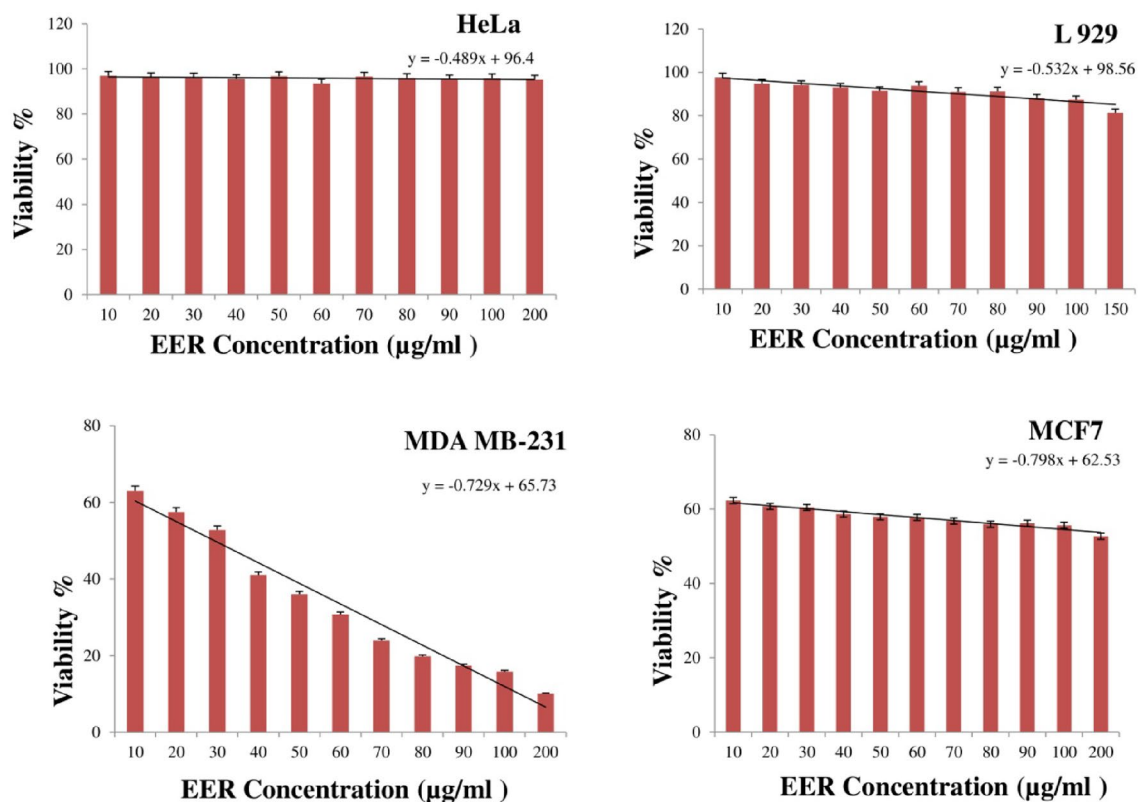 HeLa
y = -0.489x + 96.4
120
100
80
60
40
20
0
Viability %
10 20 30 40 50 60 70 80 90 100 200
EER Concentration (µg/ml )
L 929
y = -0.532x + 98.56
120
100
80
60
40
20
0
Viability %
10 20 30 40 50 60 70 80 90 100 150
EER Concentration (µg/ml )
MDA MB-231
y = -0.729x + 65.73
80
60
40
20
0
Viability %
10 20 30 40 50 60 70 80 90 100 200
EER Concentration (µg/ml )
MCF7
y = -0.798x + 62.53
80
60
40
20
0
Viability %
10 20 30 40 50 60 70 80 90 100 200
EER Concentration (µg/ml )